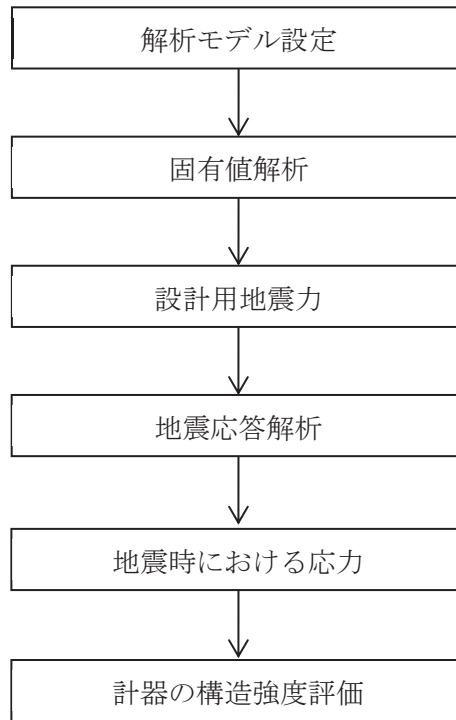 解析モデル設定
固有値解析
設計用地震力
地震応答解析
地震時における応力
計器の構造強度評価